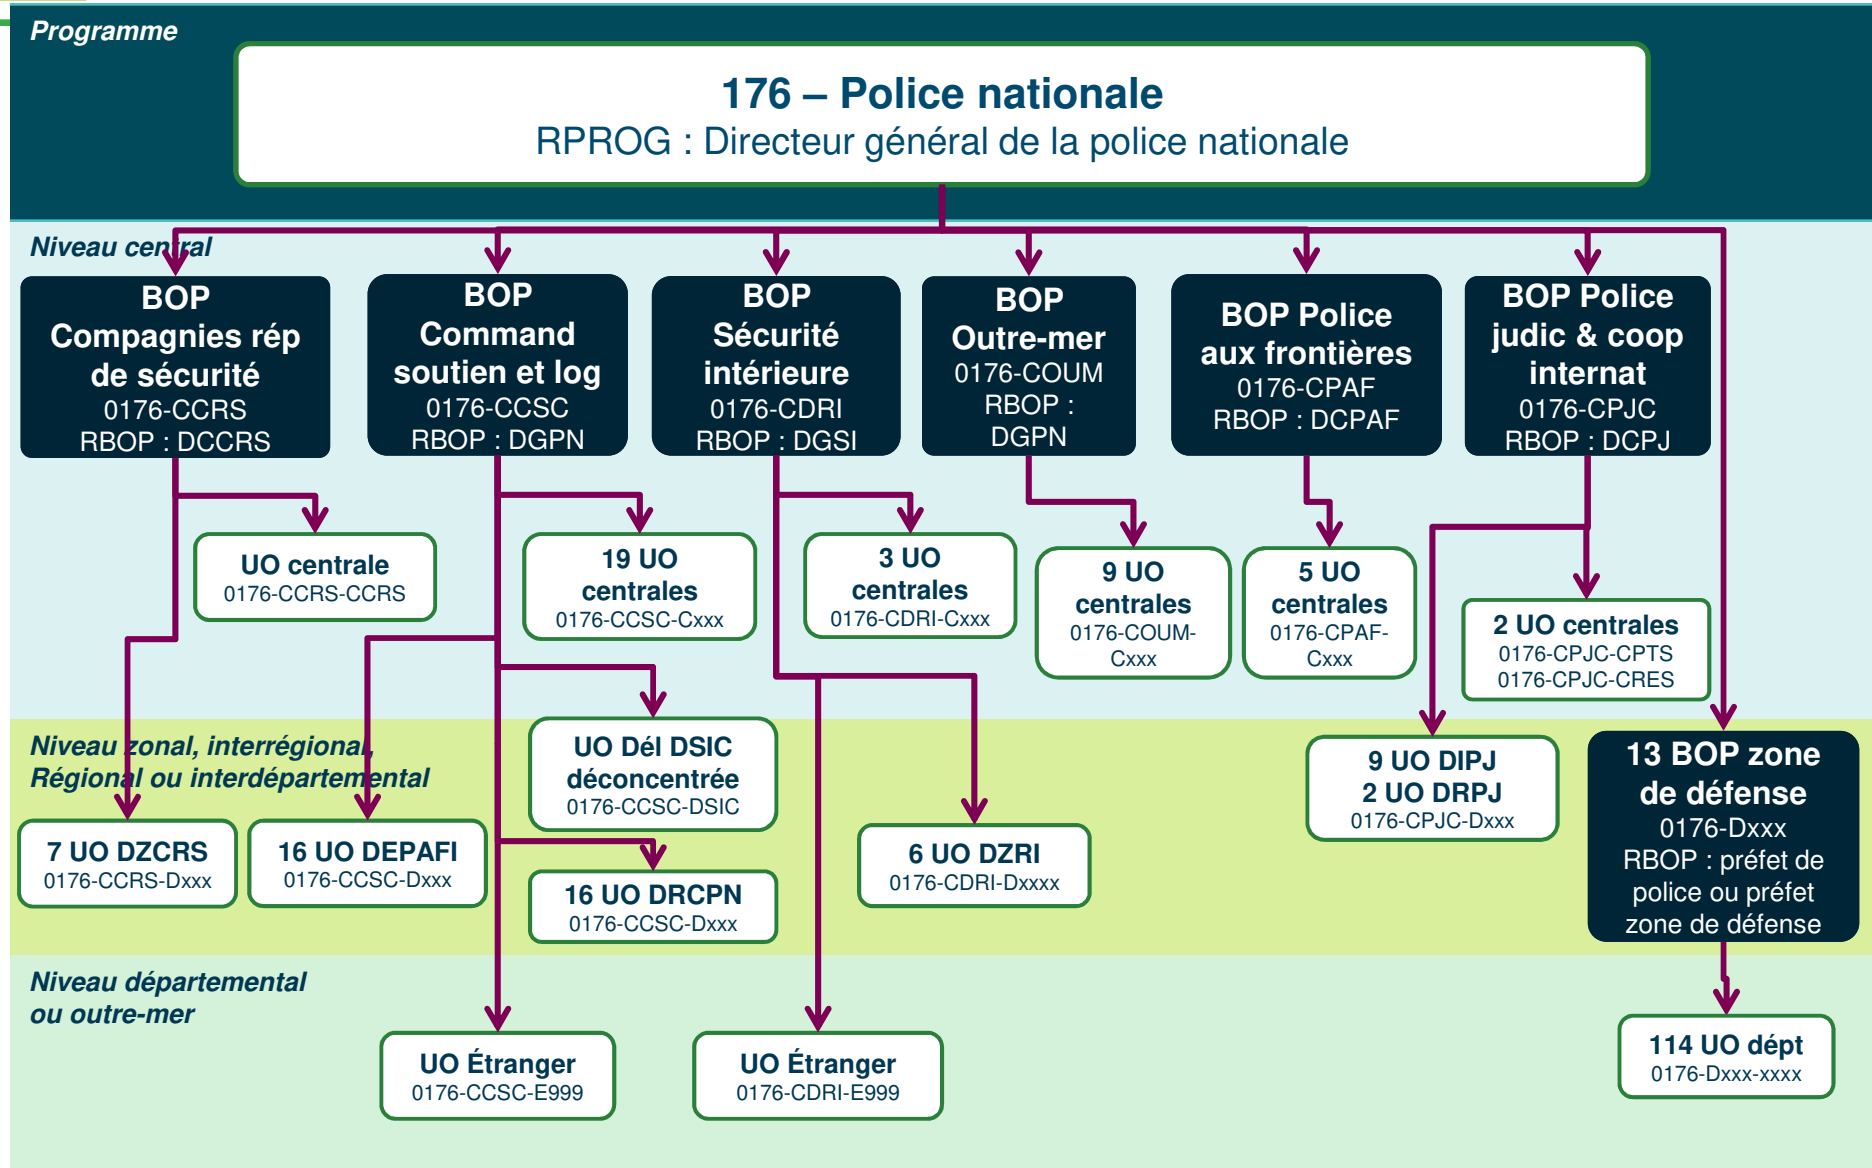 Programme
176 – Police nationale
RPROG : Directeur général de la police nationale
Niveau central
BOP
Compagnies rép
de sécurité
0176-CCRS
RBOP : DCCRS
BOP
Command
soutien et log
0176-CCSC
RBOP : DGPN
BOP
Sécurité
intérieure
0176-CDRI
RBOP : DGSI
BOP
Outre-mer
0176-COUM
RBOP :
DGPN
BOP Police
aux frontières
0176-CPAF
RBOP : DCPAF
BOP Police
judic & coop
internat
0176-CPJC
RBOP : DCPJ
UO centrale
0176-CCRS-CCRS
19 UO
centrales
0176-CCSC-Cxxx
3 UO
centrales
0176-CDRI-Cxxx
9 UO
centrales
0176-COUM-
Cxxx
5 UO
centrales
0176-CPAF-
Cxxx
2 UO centrales
0176-CPJC-CPTS
0176-CPJC-CRES
Niveau zonal, interrégional,
Régional ou interdépartemental
7 UO DZCRS
0176-CCRS-Dxxx
16 UO DEPAFI
0176-CCSC-Dxxx
UO Dél DSIC
déconcentrée
0176-CCSC-DSIC
16 UO DRCPN
0176-CCSC-Dxxx
6 UO DZRI
0176-CDRI-Dxxxx
9 UO DIPJ
2 UO DRPJ
0176-CPJC-Dxxx
13 BOP zone
de défense
0176-Dxxx
RBOP : préfet de
police ou préfet
zone de défense
Niveau départemental
ou outre-mer
UO Étranger
0176-CCSC-E999
UO Étranger
0176-CDRI-E999
114 UO dépt
0176-Dxxx-xxxx